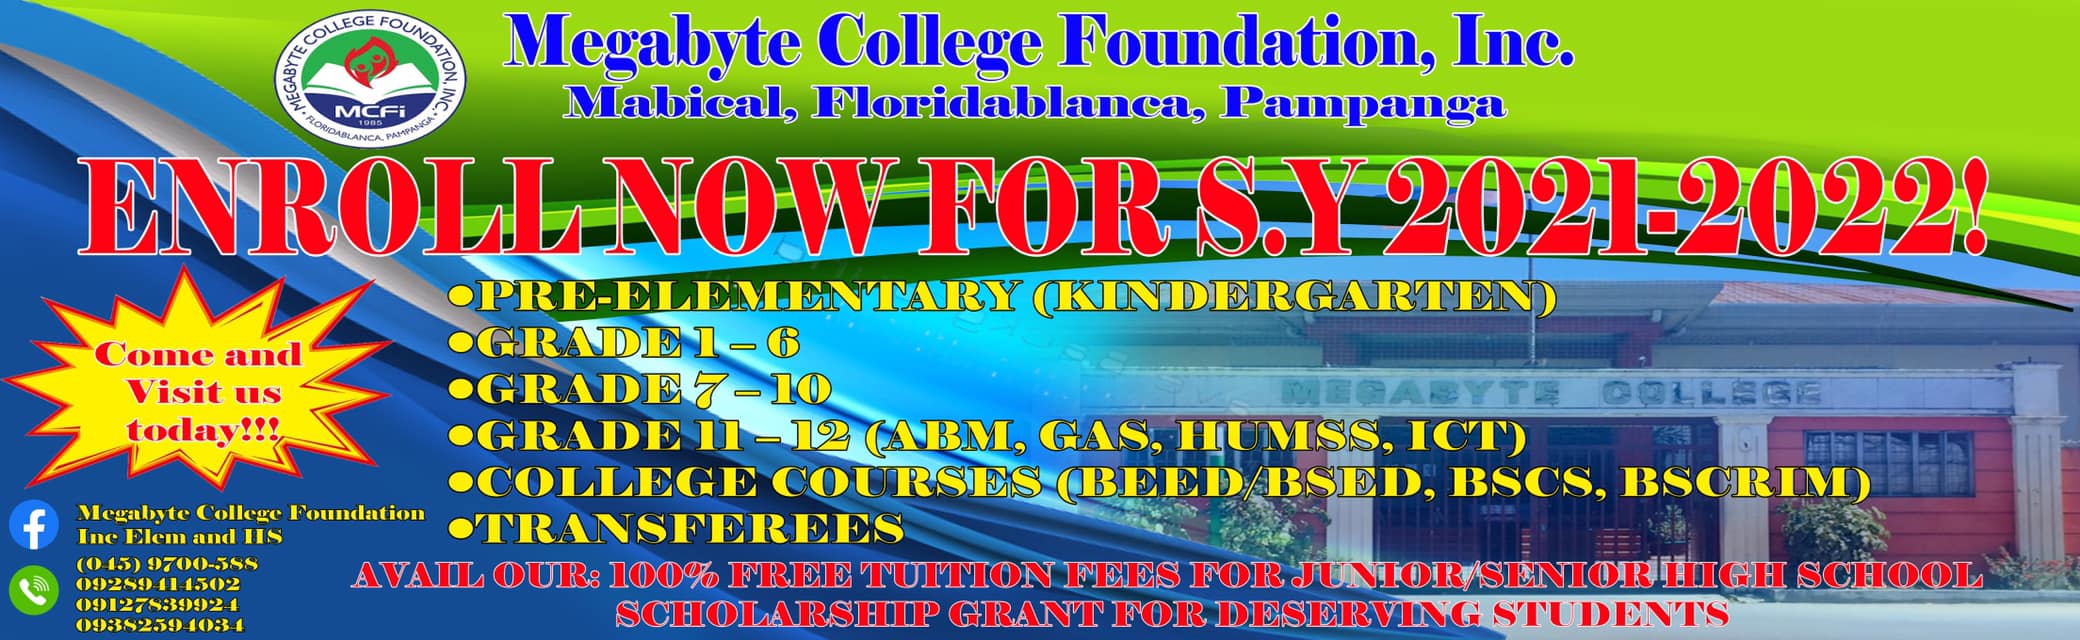 MEGABYTE COLLEGE FOUNDATION, INC.
MCFi
1985
FLORIDABLANCA, PAMPANGA
Megabyte College Foundation, Inc.
Mabical, Floridablanca, Pampanga
ENROLL NOW FOR S.Y 2021-2022!
Come and
Visit us
today!!!
•PRE-ELEMENTARY (KINDERGARTEN)
•GRADE 1 – 6
•GRADE 7 – 10
•GRADE 11 – 12 (ABM, GAS, HUMSS, ICT)
•COLLEGE COURSES (BEED/BSED, BSCS, BSCRIM)
•TRANSFEREES
MEGABYTE COLLEGE
Megabyte College Foundation
Inc Elem and HS
(045) 9700-588
09289414502
09127839924
09382594034
AVAIL OUR: 100% FREE TUITION FEES FOR JUNIOR/SENIOR HIGH SCHOOL
SCHOLARSHIP GRANT FOR DESERVING STUDENTS